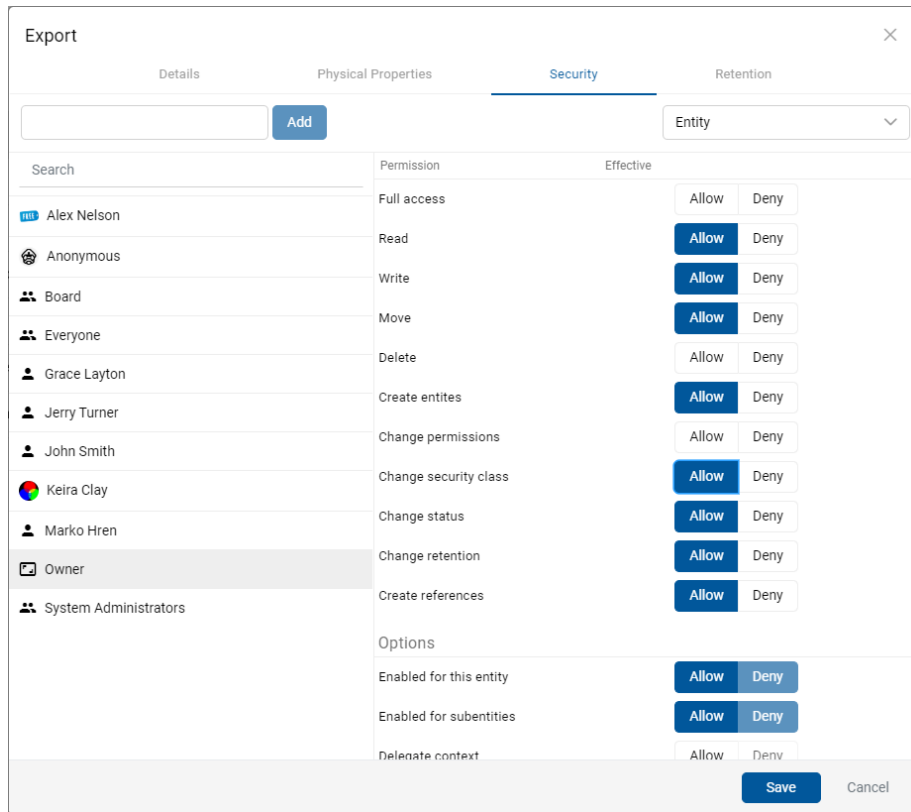 Export
Details Physical Properties Security Retention
Add Entity
Search
Alex Nelson
Anonymous
Board
Everyone
Grace Layton
Jerry Turner
John Smith
Keira Clay
Marko Hren
Owner
System Administrators
Permission Effective
Full access Allow Deny
Read Allow Deny
Write Allow Deny
Move Allow Deny
Delete Allow Deny
Create entites Allow Deny
Change permissions Allow Deny
Change security class Allow Deny
Change status Allow Deny
Change retention Allow Deny
Create references Allow Deny
Options
Enabled for this entity Allow Deny
Enabled for subentities Allow Deny
Delegate context Allow Deny
Save Cancel